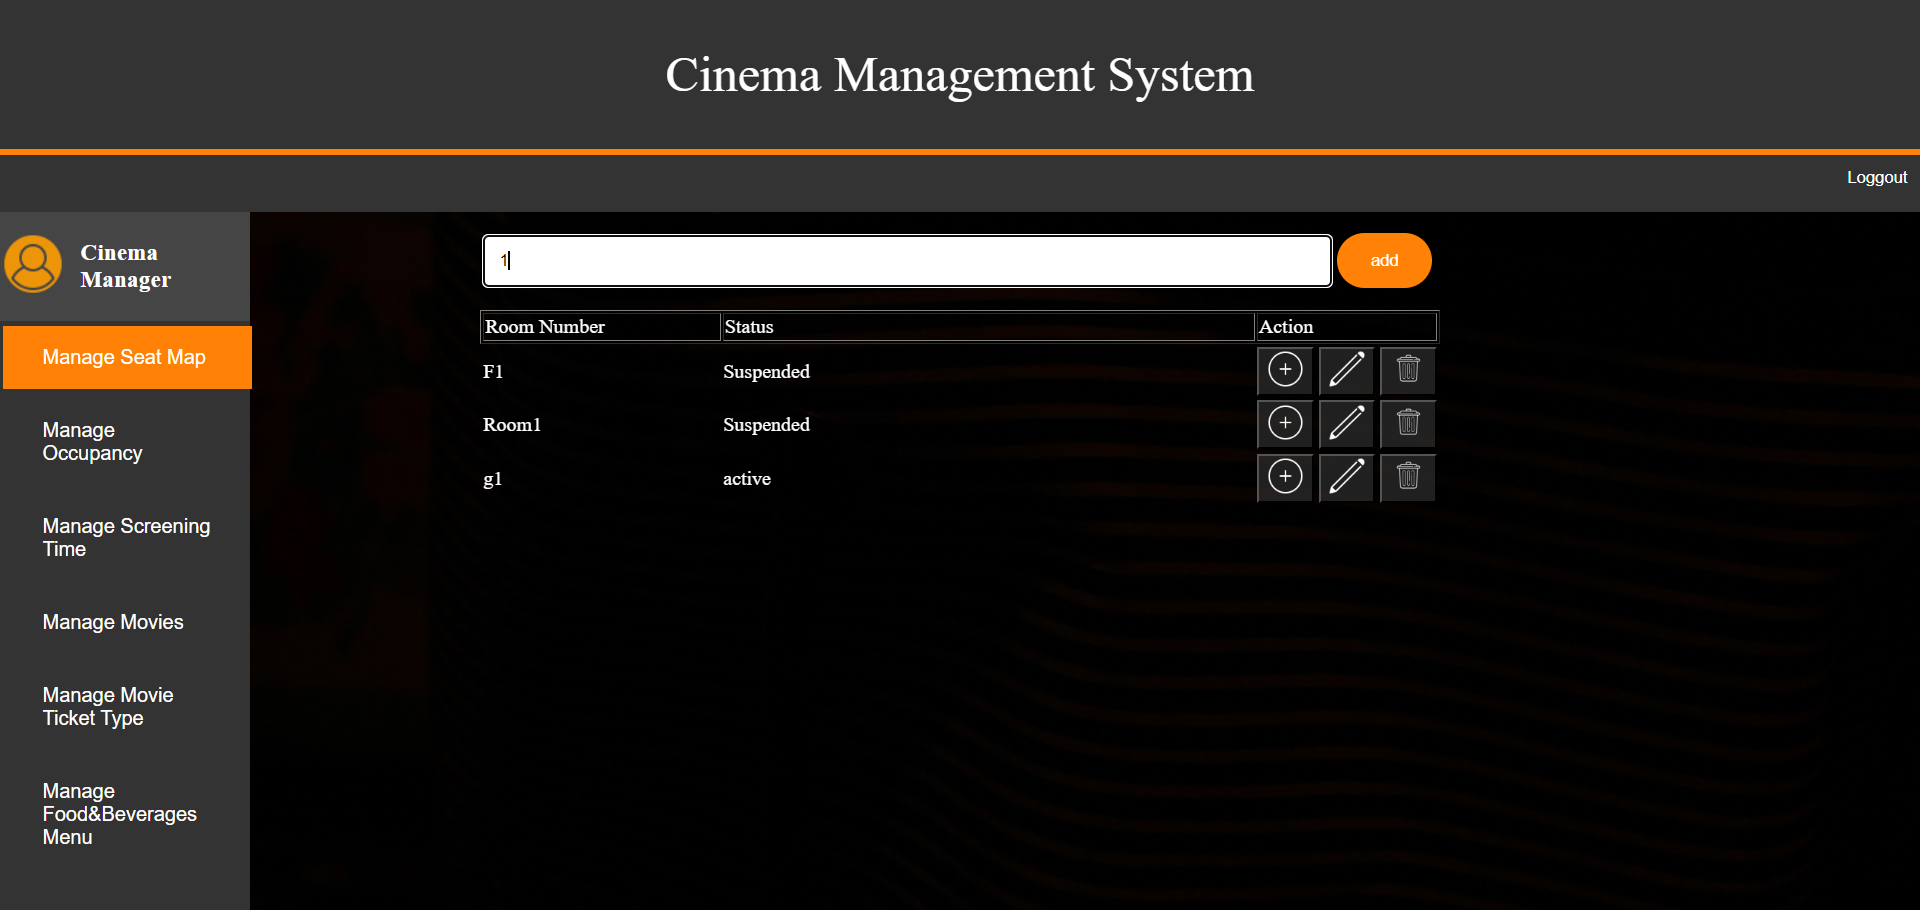 Cinema Management System
Loggout
Cinema
Manager
1
add
Manage Seat Map
Manage
Occupancy
Manage Screening
Time
Manage Movies
Manage Movie
Ticket Type
Manage
Food&Beverages
Menu
Room Number Status Action
F1 Suspended
Room1 Suspended
g1 active